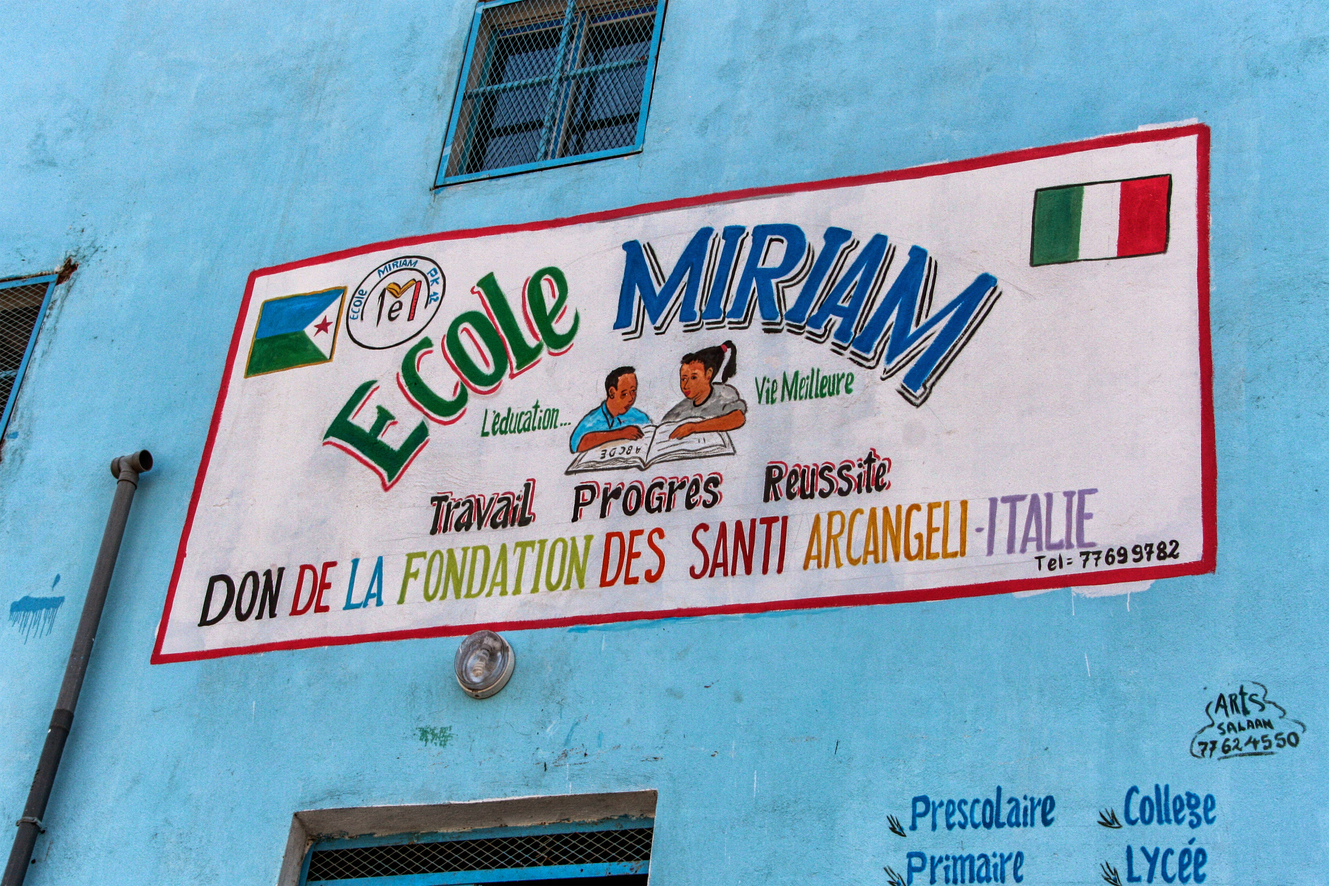 Ecole MIRIAM PK 12
1eM
Ecole MIRIAM
L'éducation... Vie Meilleure
ABCDE
Travail Progres Reussite
DON DE LA FONDATION DES SANTI ARCANGELI-ITALIE
Tel= 77699782
ARts
SALAAN
77624550
Prescolaire College
Primaire LYCée